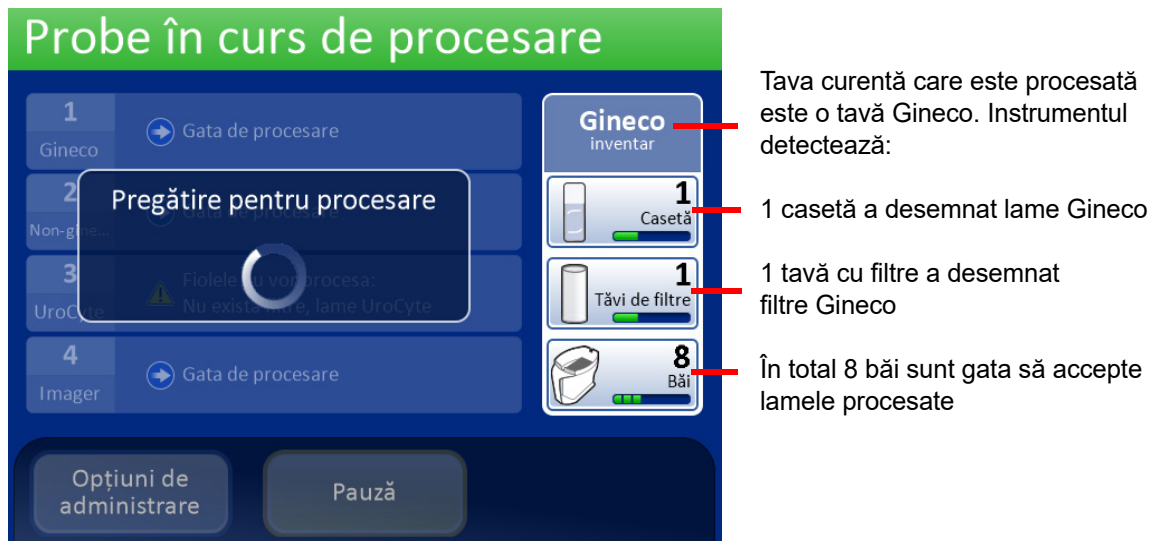 Probe în curs de procesare
1
Gineco
Gata de procesare
2
Non-gine...
Gata de procesare
3
UroCyte
Fiolele nu vor procesa:
Nu există filtre, lame UroCyte
4
Imager
Gata de procesare
Pregătire pentru procesare
Gineco
inventar
1
Casetă
1
Tăvi de filtre
8
Băi
Opțiuni de
administrare
Pauză
Tava curentă care este procesată
este o tavă Gineco. Instrumentul
detectează:
1 casetă a desemnat lame Gineco
1 tavă cu filtre a desemnat
filtre Gineco
În total 8 băi sunt gata să accepte
lamele procesate